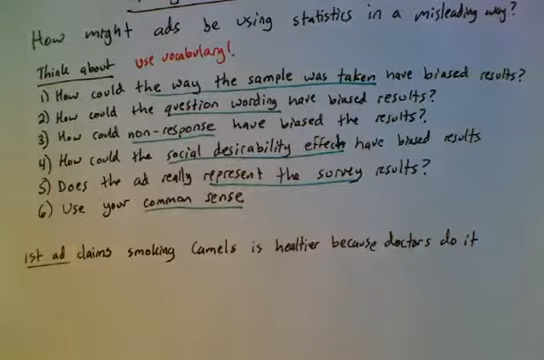 How might ads be using statistics in a misleading way?
Think about use vocabulary!
1) How could the way the sample was taken have biased results?
2) How could the question wording have biased results?
3) How could non-response have biased the results?
4) How could the social desirability effect have biased results
5) Does the ad really represent the survey results?
6) Use your common sense
1st ad claims smoking Camels is healtier because doctors do it